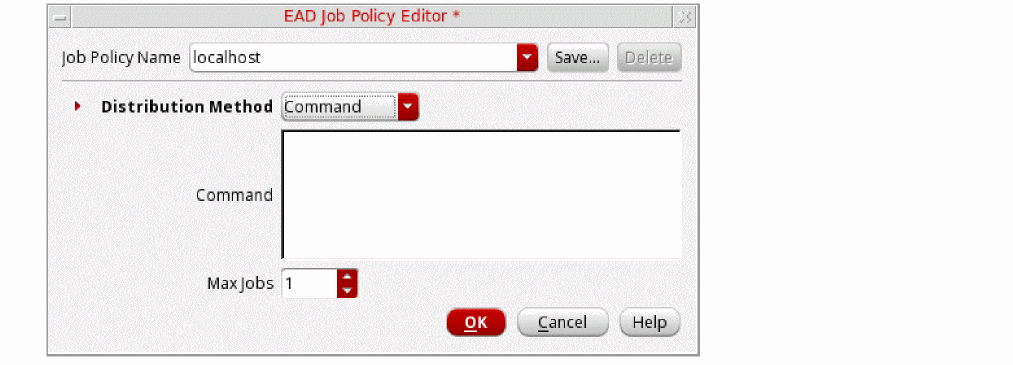 EAD Job Policy Editor *
Job Policy Name localhost Save... Delete
Distribution Method Command
Command
Max Jobs 1
OK Cancel Help